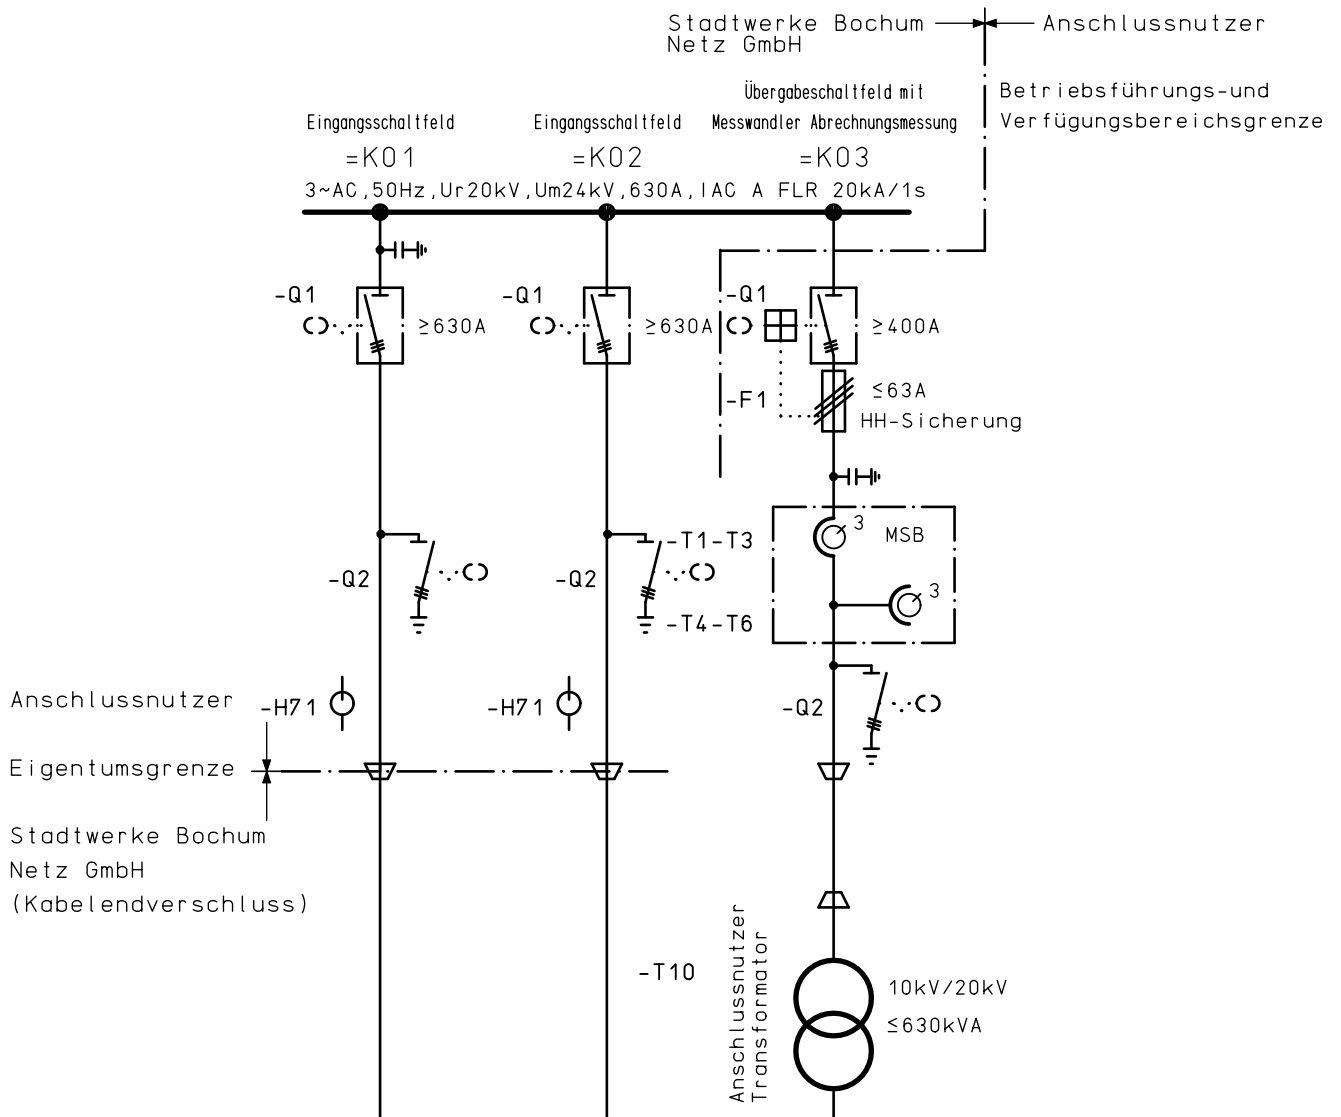 Stadtwerke Bochum
Netz GmbH
Anschlussnutzer
Betriebsführungs-und
Verfügungsbereichsgrenze
Eingangsschaltfeld
=K01
Eingangsschaltfeld
=K02
Übergabeschaltfeld mit
Messwandler Abrechnungsmessung
=K03
3~AC,50Hz,Ur20kV,Um24kV,630A,IAC A FLR 20kA/1s
-Q1
≥630A
-Q1
≥630A
-Q1
≥400A
-F1
≤63A
HH-Sicherung
-T1-T3
3
MSB
-Q2
-Q2
3
-T4-T6
Anschlussnutzer
-H71
-H71
-Q2
Eigentumsgrenze
Stadtwerke Bochum
Netz GmbH
(Kabelendverschluss)
-T10
Anschlussnutzer
Transformator
10kV/20kV
≤630kVA